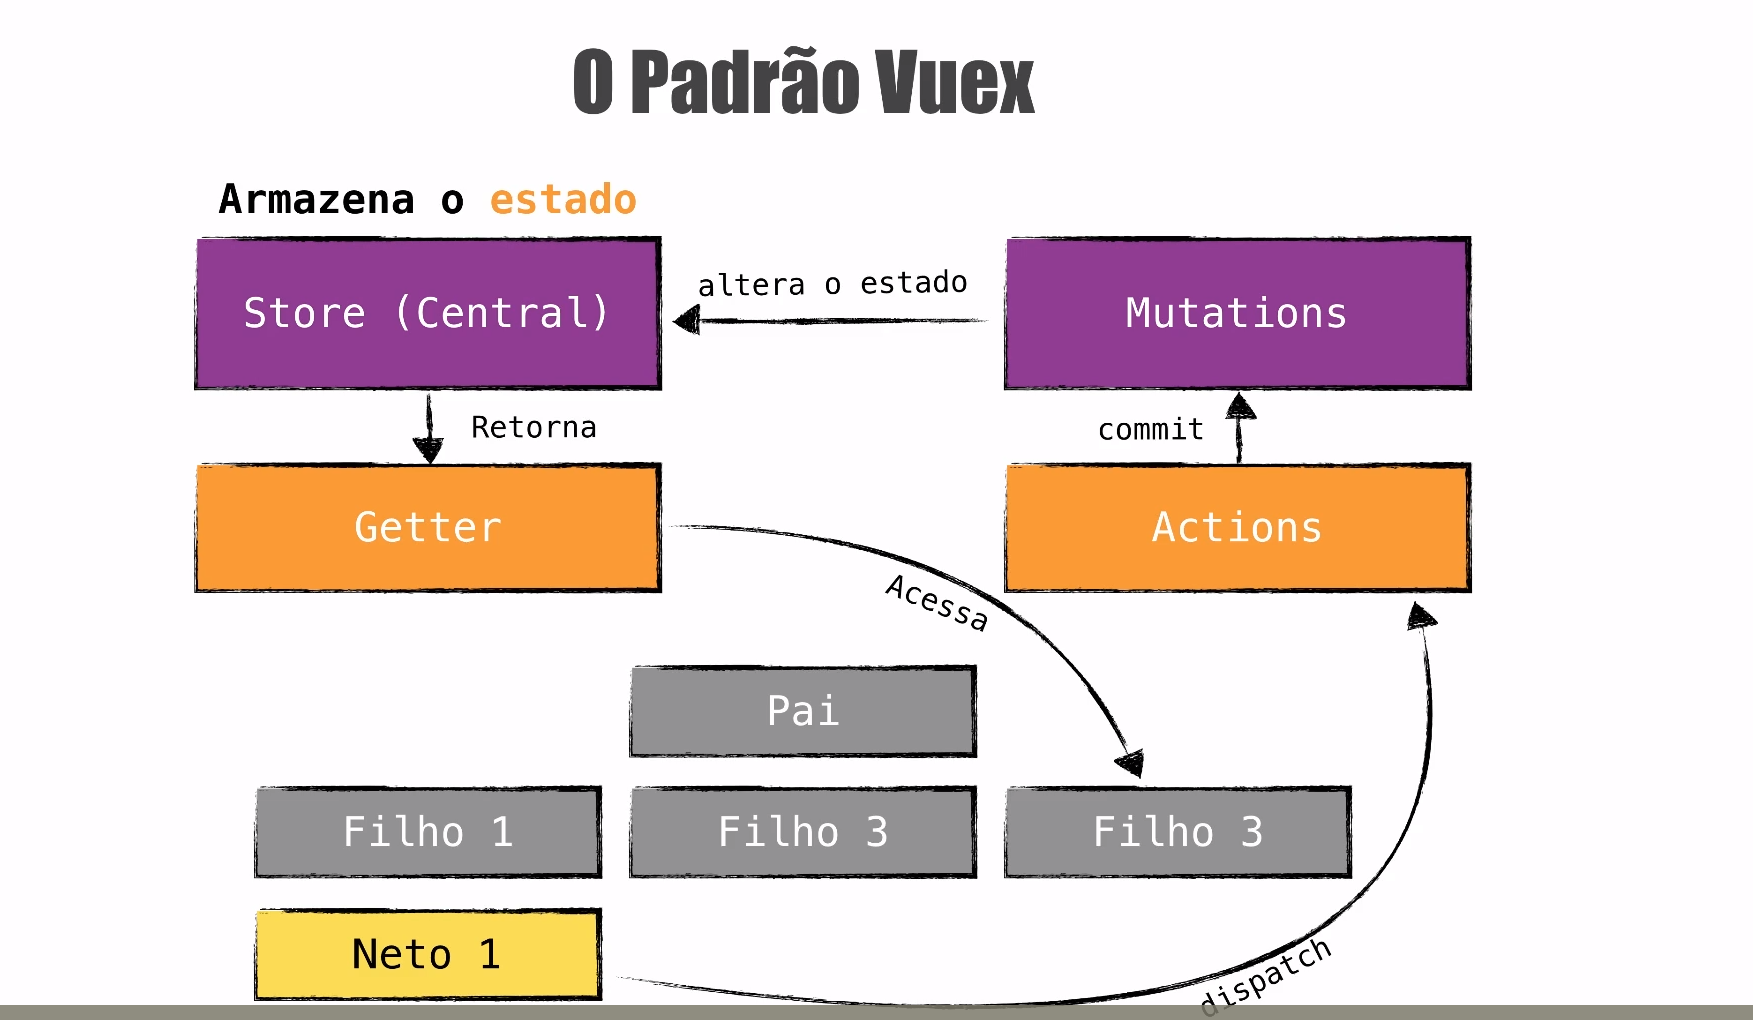 O Padrão Vuex
Armazena o estado
Store (Central)
altera o estado
Mutations
Retorna
commit
Getter
Actions
Acessa
Pai
Filho 1
Filho 3
Filho 3
Neto 1
dispatch